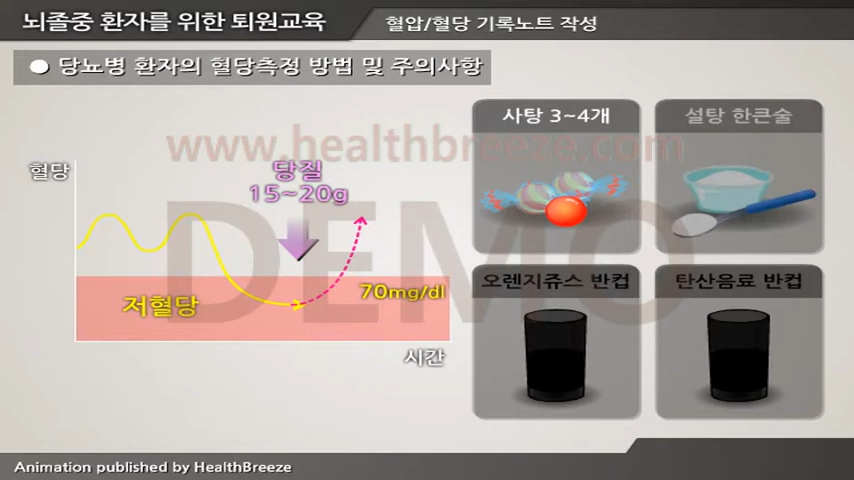 뇌졸중 환자를 위한 퇴원교육
혈압/혈당 기록노트 작성
● 당뇨병 환자의 혈당측정 방법 및 주의사항
www.healthbreeze.com
DEMO
혈당
당질
15~20g
저혈당
70mg/dl
시간
사탕 3~4개
설탕 한큰술
오렌지쥬스 반컵
탄산음료 반컵
Animation published by HealthBreeze